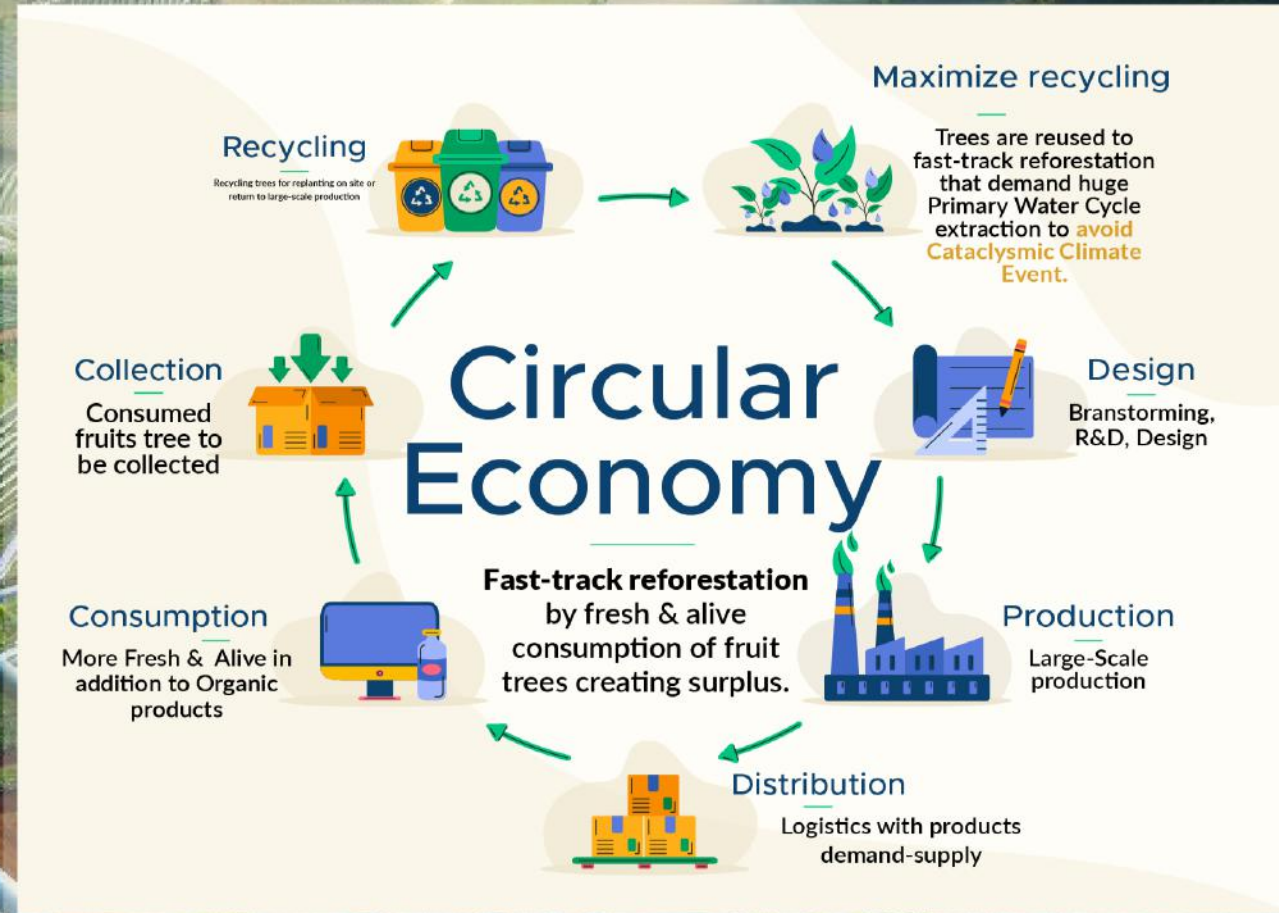 Maximize recycling
Trees are reused to
fast-track reforestation
that demand huge
Primary Water Cycle
extraction to avoid
Cataclysmic Climate
Event.
Recycling
Recycling trees for replanting on site or
return to large-scale production
Collection
Consumed
fruits tree to
be collected
Circular
Economy
Fast-track reforestation
by fresh & alive
consumption of fruit
trees creating surplus.
Design
Branstorming,
R&D, Design
Consumption
More Fresh & Alive in
addition to Organic
products
Production
Large-Scale
production
Distribution
Logistics with products
demand-supply